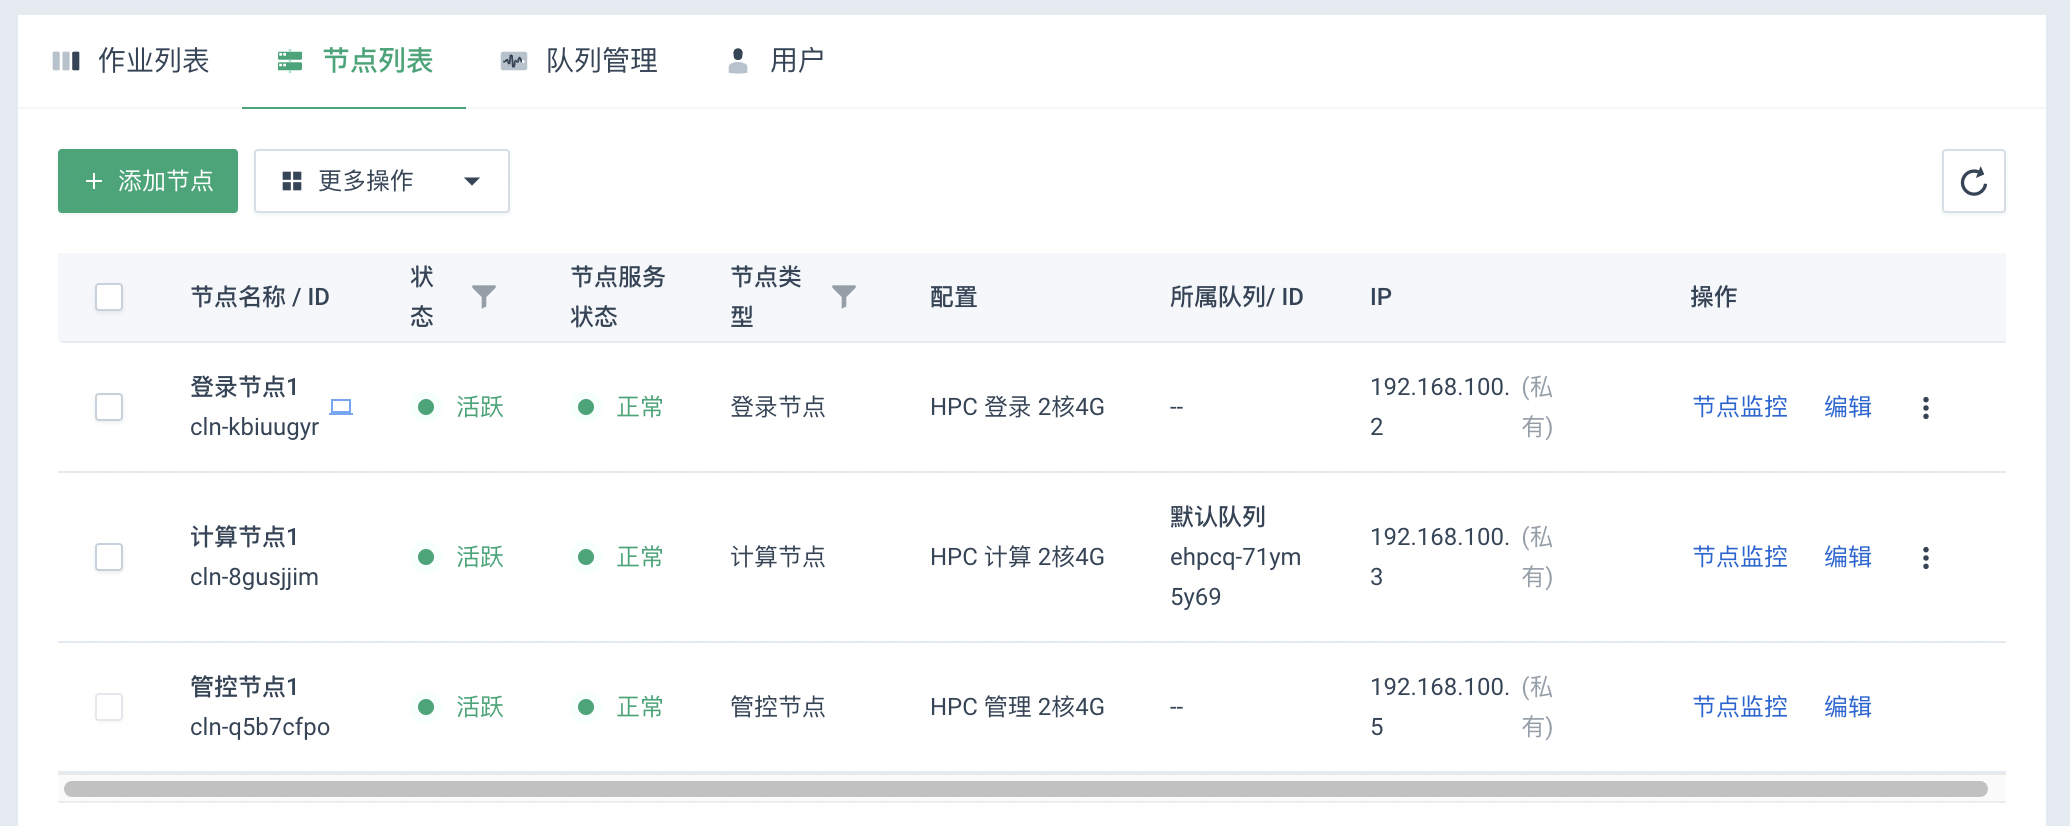 作业列表 节点列表 队列管理 用户
添加节点 更多操作
节点名称 / ID
状
态
节点服务
状态
节点类
型
配置
所属队列/ ID
IP
操作
登录节点1
cln-kbiuugyr
活跃
正常
登录节点
HPC 登录 2核4G
--
192.168.100.
2
(私
有)
节点监控 编辑
计算节点1
cln-8gusjjim
活跃
正常
计算节点
HPC 计算 2核4G
默认队列
ehpcq-71ym
5y69
192.168.100.
3
(私
有)
节点监控 编辑
管控节点1
cln-q5b7cfpo
活跃
正常
管控节点
HPC 管理 2核4G
--
192.168.100.
5
(私
有)
节点监控 编辑